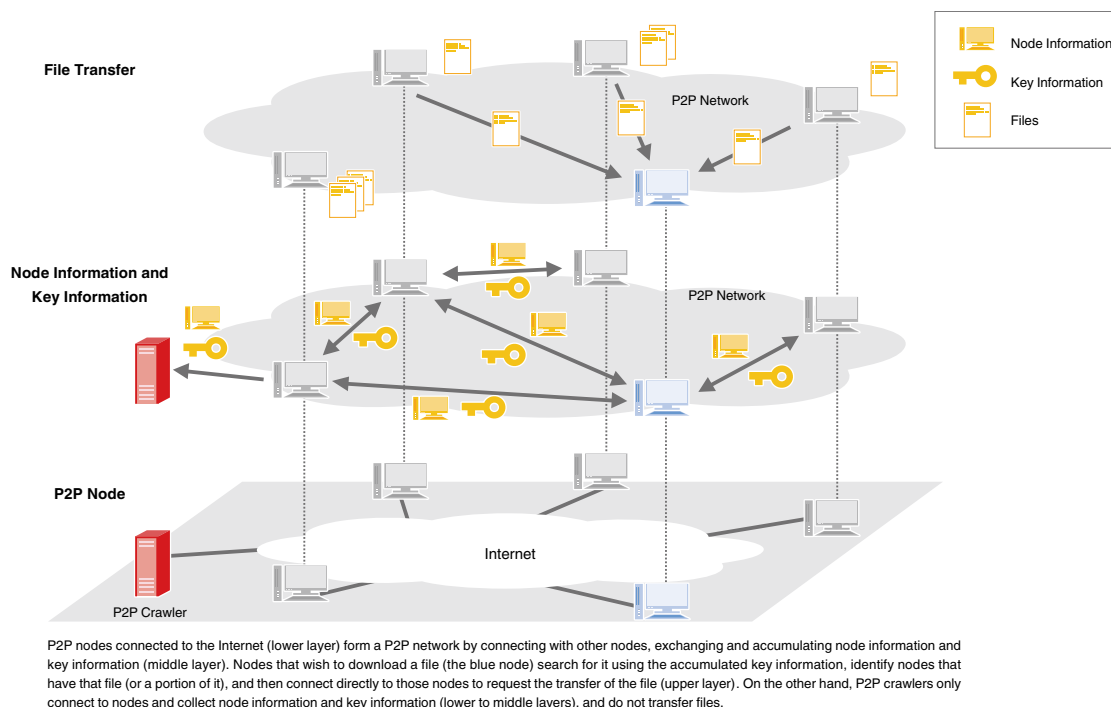 Node Information
Key Information
Files
File Transfer
P2P Network
Node Information and
Key Information
P2P Network
P2P Node
Internet
P2P Crawler
P2P nodes connected to the Internet (lower layer) form a P2P network by connecting with other nodes, exchanging and accumulating node information and
key information (middle layer). Nodes that wish to download a file (the blue node) search for it using the accumulated key information, identify nodes that
have that file (or a portion of it), and then connect directly to those nodes to request the transfer of the file (upper layer). On the other hand, P2P crawlers only
connect to nodes and collect node information and key information (lower to middle layers), and do not transfer files.